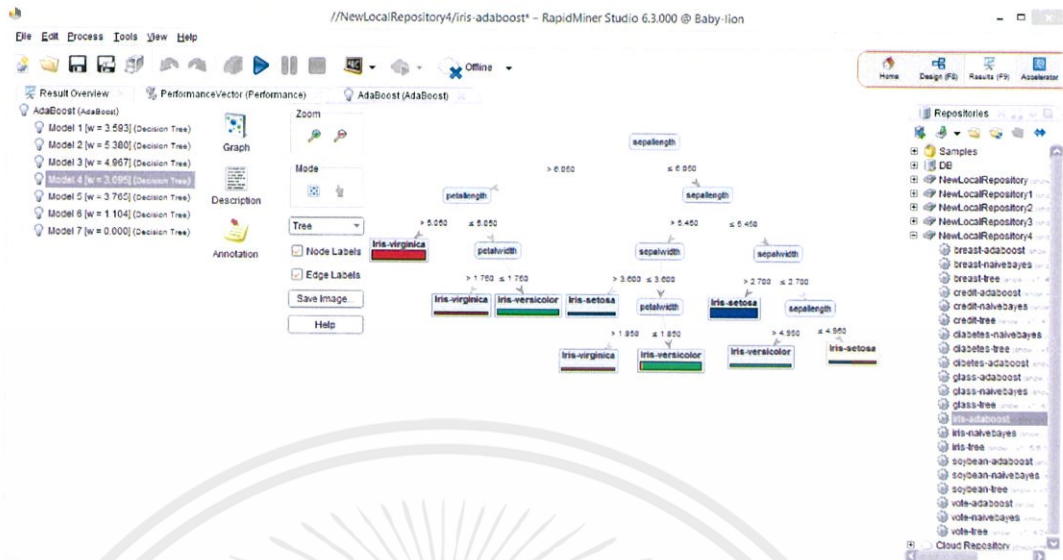 //NewLocalRepository4/iris-adaboost* – RapidMiner Studio 6.3.000 @ Baby-lion
File Edit Process Tools View Help
Offline
Home Design (F8) Results (F9) Accelerator
Result Overview PerformanceVector (Performance) AdaBoost (AdaBoost)
AdaBoost (AdaBoost)
Model 1 [w = 3.593] (Decision Tree)
Model 2 [w = 5.380] (Decision Tree)
Model 3 [w = 4.967] (Decision Tree)
Model 4 [w = 3.095] (Decision Tree)
Model 5 [w = 3.765] (Decision Tree)
Model 6 [w = 1.104] (Decision Tree)
Model 7 [w = 0.000] (Decision Tree)
Graph
Description
Annotation
Zoom
Mode
Tree
Node Labels
Edge Labels
Save Image...
Help
sepallength
> 6.050 ≤ 6.050
petallength sepallength
> 5.050 ≤ 5.050 > 5.450 ≤ 5.450
Iris-virginica petalwidth sepalwidth sepalwidth
> 1.760 ≤ 1.760 > 3.600 ≤ 3.600 > 2.700 ≤ 2.700
Iris-virginica Iris-versicolor Iris-setosa petalwidth Iris-setosa sepallength
> 1.850 ≤ 1.850 > 4.950 ≤ 4.950
Iris-virginica Iris-versicolor Iris-versicolor Iris-setosa
Repositories
Samples
DB
NewLocalRepository
NewLocalRepository1
NewLocalRepository2
NewLocalRepository3
NewLocalRepository4
breast-adaboost
breast-naivebayes
breast-tree
credit-adaboost
credit-naivebayes
credit-tree
diabetes-naivebayes
diabetes-tree
dibetes-adaboost
glass-adaboost
glass-naivebayes
glass-tree
iris-adaboost
iris-naivebayes
iris-tree
soybean-adaboost
soybean-naivebayes
soybean-tree
vote-adaboost
vote-naivebayes
vote-tree
Cloud Repository